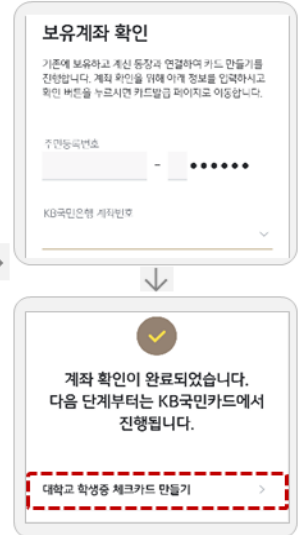 보유계좌 확인
기존에 보유하고 계신 통장과 연결하여 카드 만들기를
진행합니다. 계좌 확인을 위해 아래 정보를 입력하시고
확인 버튼을 누르시면 카드발급 페이지로 이동합니다.
주민등록번호
- ●●●●●●
KB국민은행 계좌번호
계좌 확인이 완료되었습니다.
다음 단계부터는 KB국민카드에서
진행됩니다.
대학교 학생증 체크카드 만들기